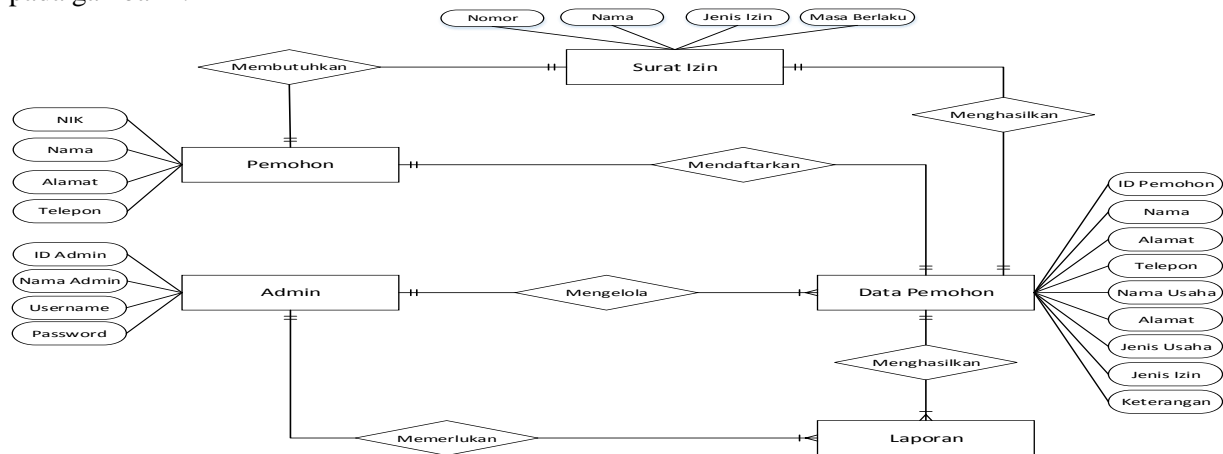 Nomor
Nama
Jenis Izin
Masa Berlaku
Membutuhkan
Surat Izin
Menghasilkan
NIK
Nama
Alamat
Telepon
Pemohon
Mendaftarkan
ID Pemohon
Nama
Alamat
Telepon
Nama Usaha
Alamat
Jenis Usaha
Jenis Izin
Keterangan
ID Admin
Nama Admin
Username
Password
Admin
Mengelola
Data Pemohon
Menghasilkan
Memerlukan
Laporan